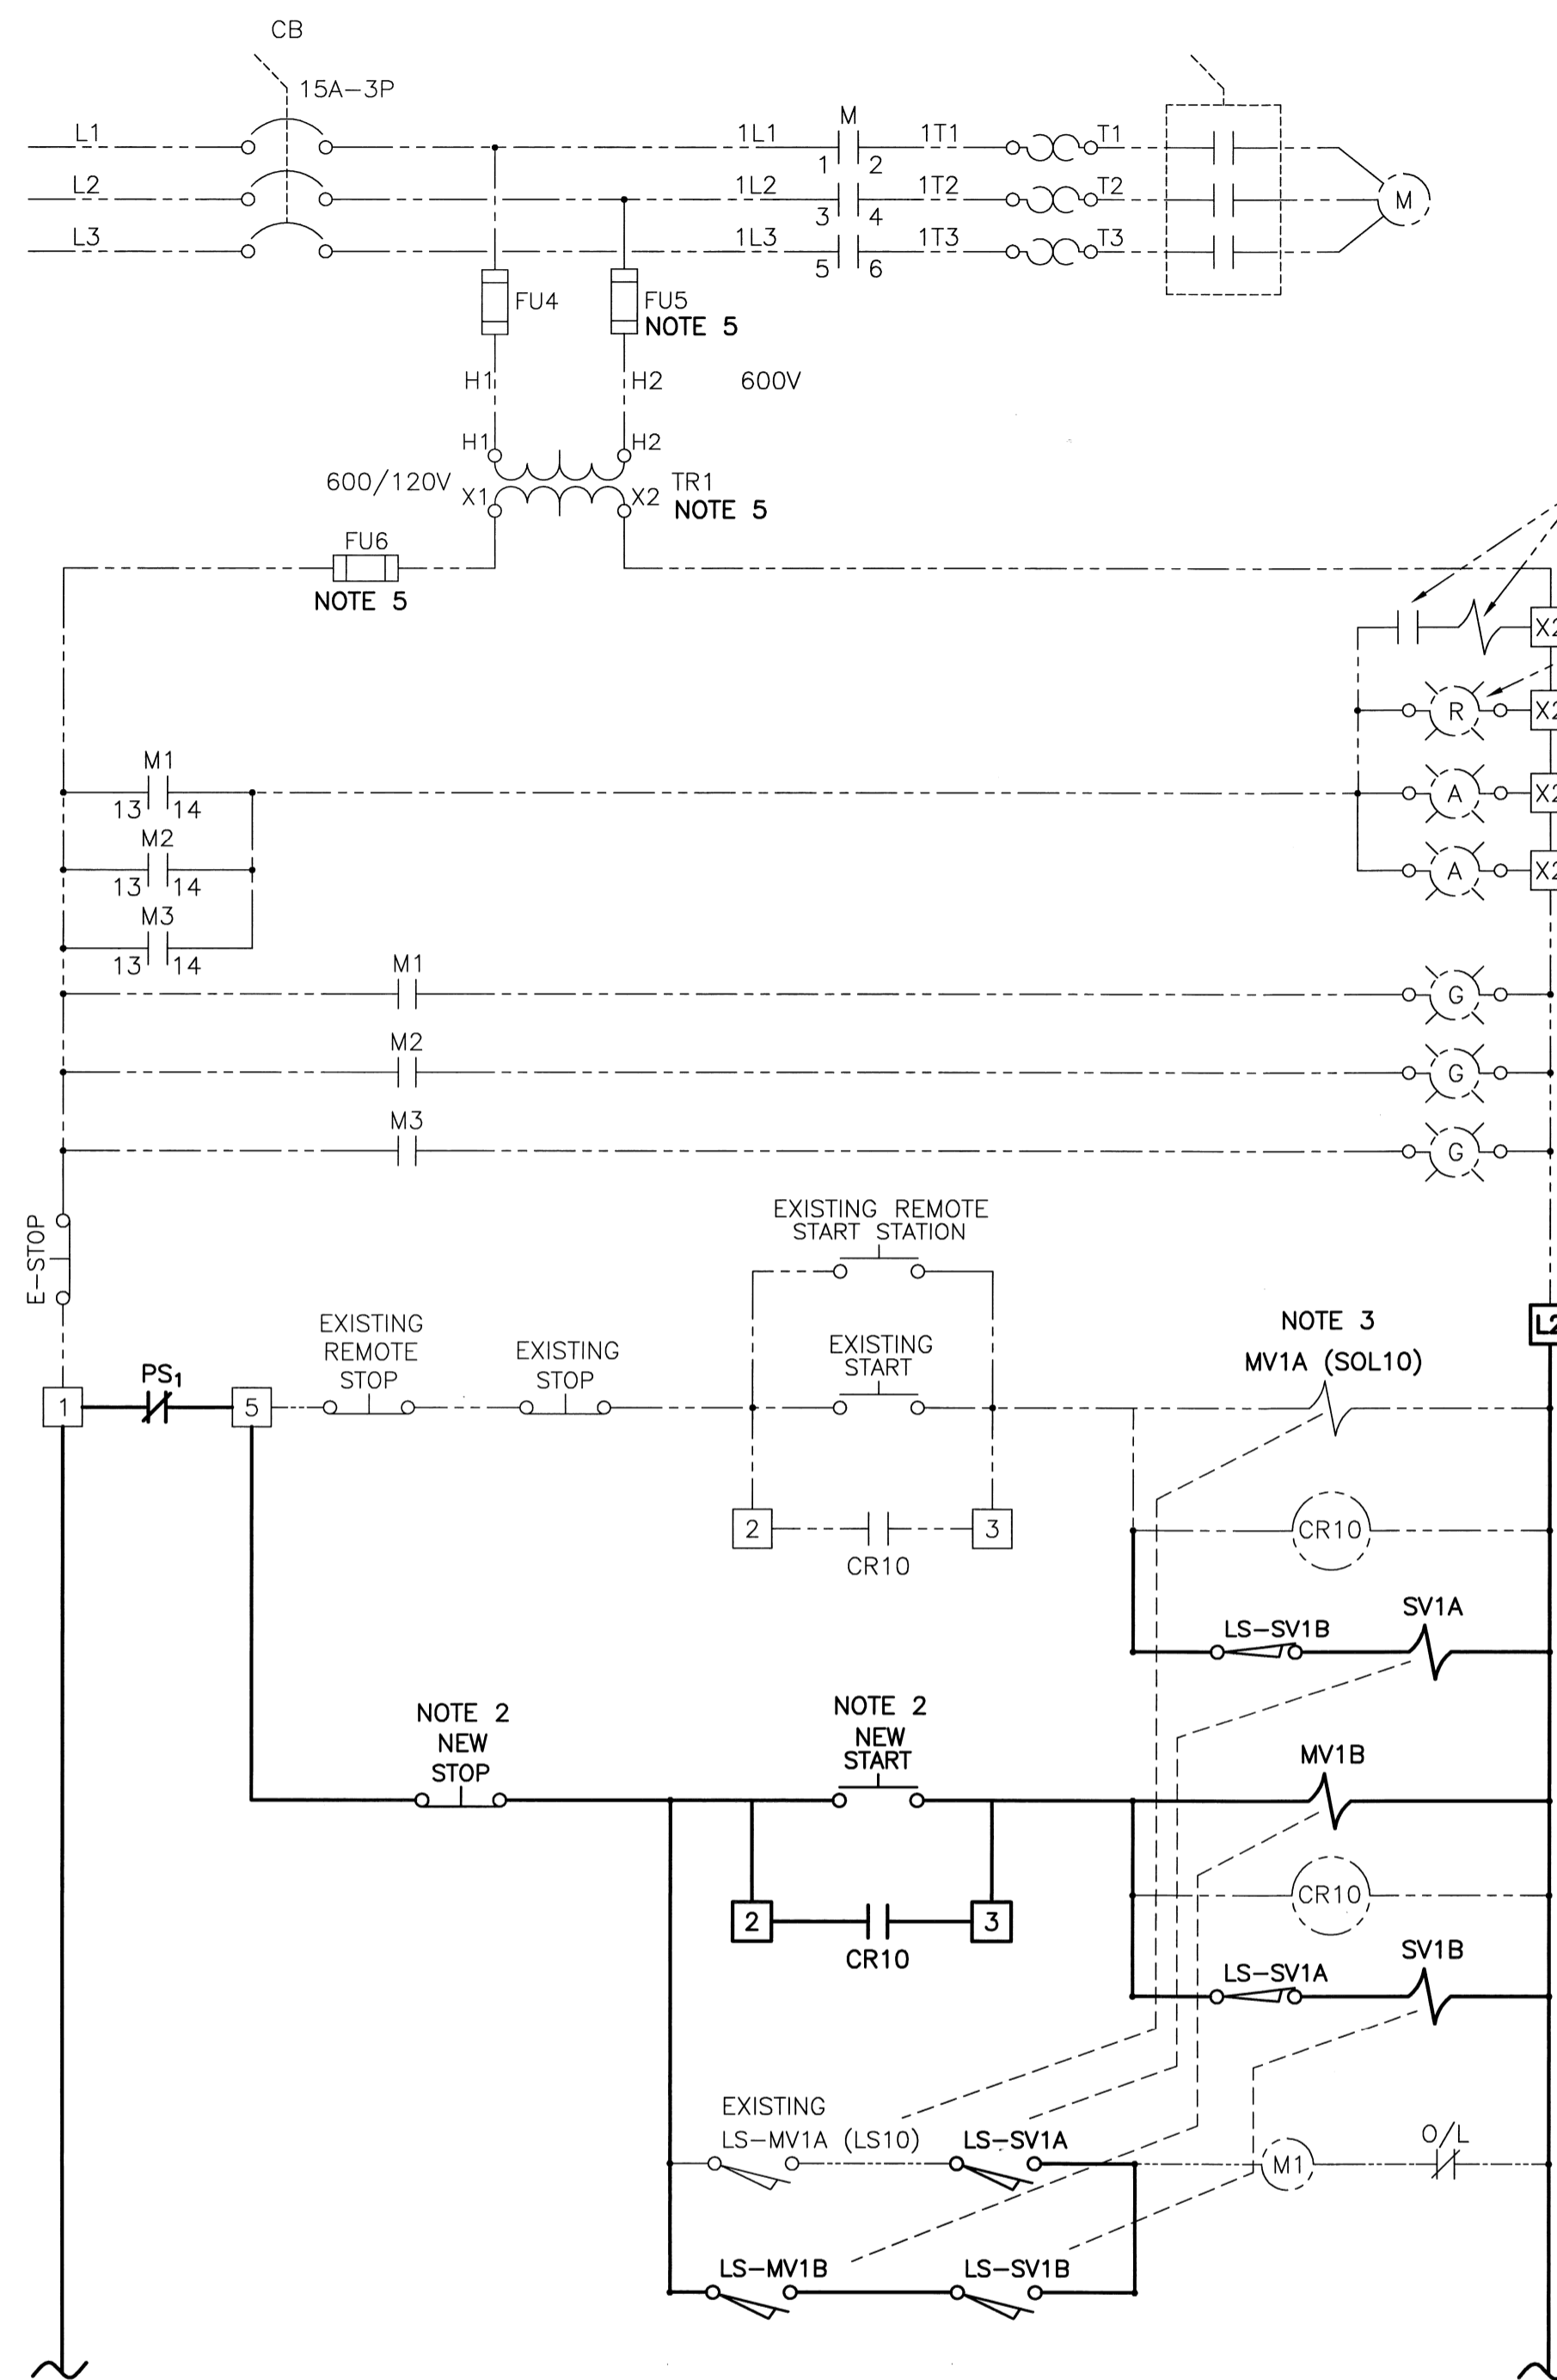 CB
15A-3P
L1
1L1
M
1T1
T1
1
2
L2
1L2
1T2
T2
M
3
4
L3
1L3
1T3
T3
5
6
FU4
FU5
NOTE 5
H1
H2
600V
H1
H2
600/120V
X1
X2
TR1
NOTE 5
FU6
NOTE 5
R
M1
13
14
A
M2
13
14
A
M3
13
14
M1
G
M2
G
M3
G
E-STOP
EXISTING REMOTE
START STATION
EXISTING
REMOTE
STOP
EXISTING
STOP
EXISTING
START
NOTE 3
MV1A (SOL10)
L2
1
PS1
5
2
3
CR10
CR10
LS-SV1B
SV1A
NOTE 2
NEW
STOP
NOTE 2
NEW
START
MV1B
2
3
CR10
CR10
LS-SV1A
SV1B
EXISTING
LS-MV1A (LS10)
LS-SV1A
M1
O/L
LS-MV1B
LS-SV1B